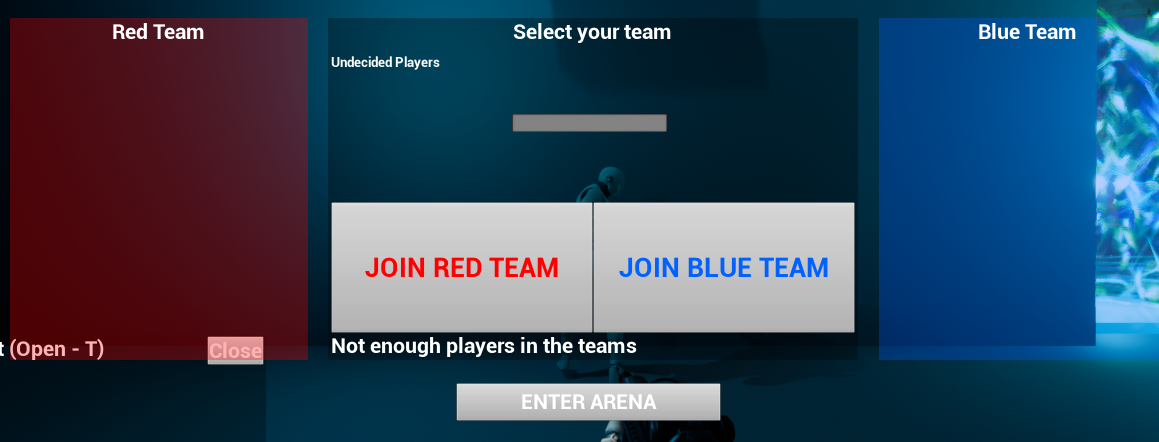 Red Team
Select your team
Blue Team
Undecided Players
JOIN RED TEAM
JOIN BLUE TEAM
Not enough players in the teams
(Open - T)
Close
ENTER ARENA